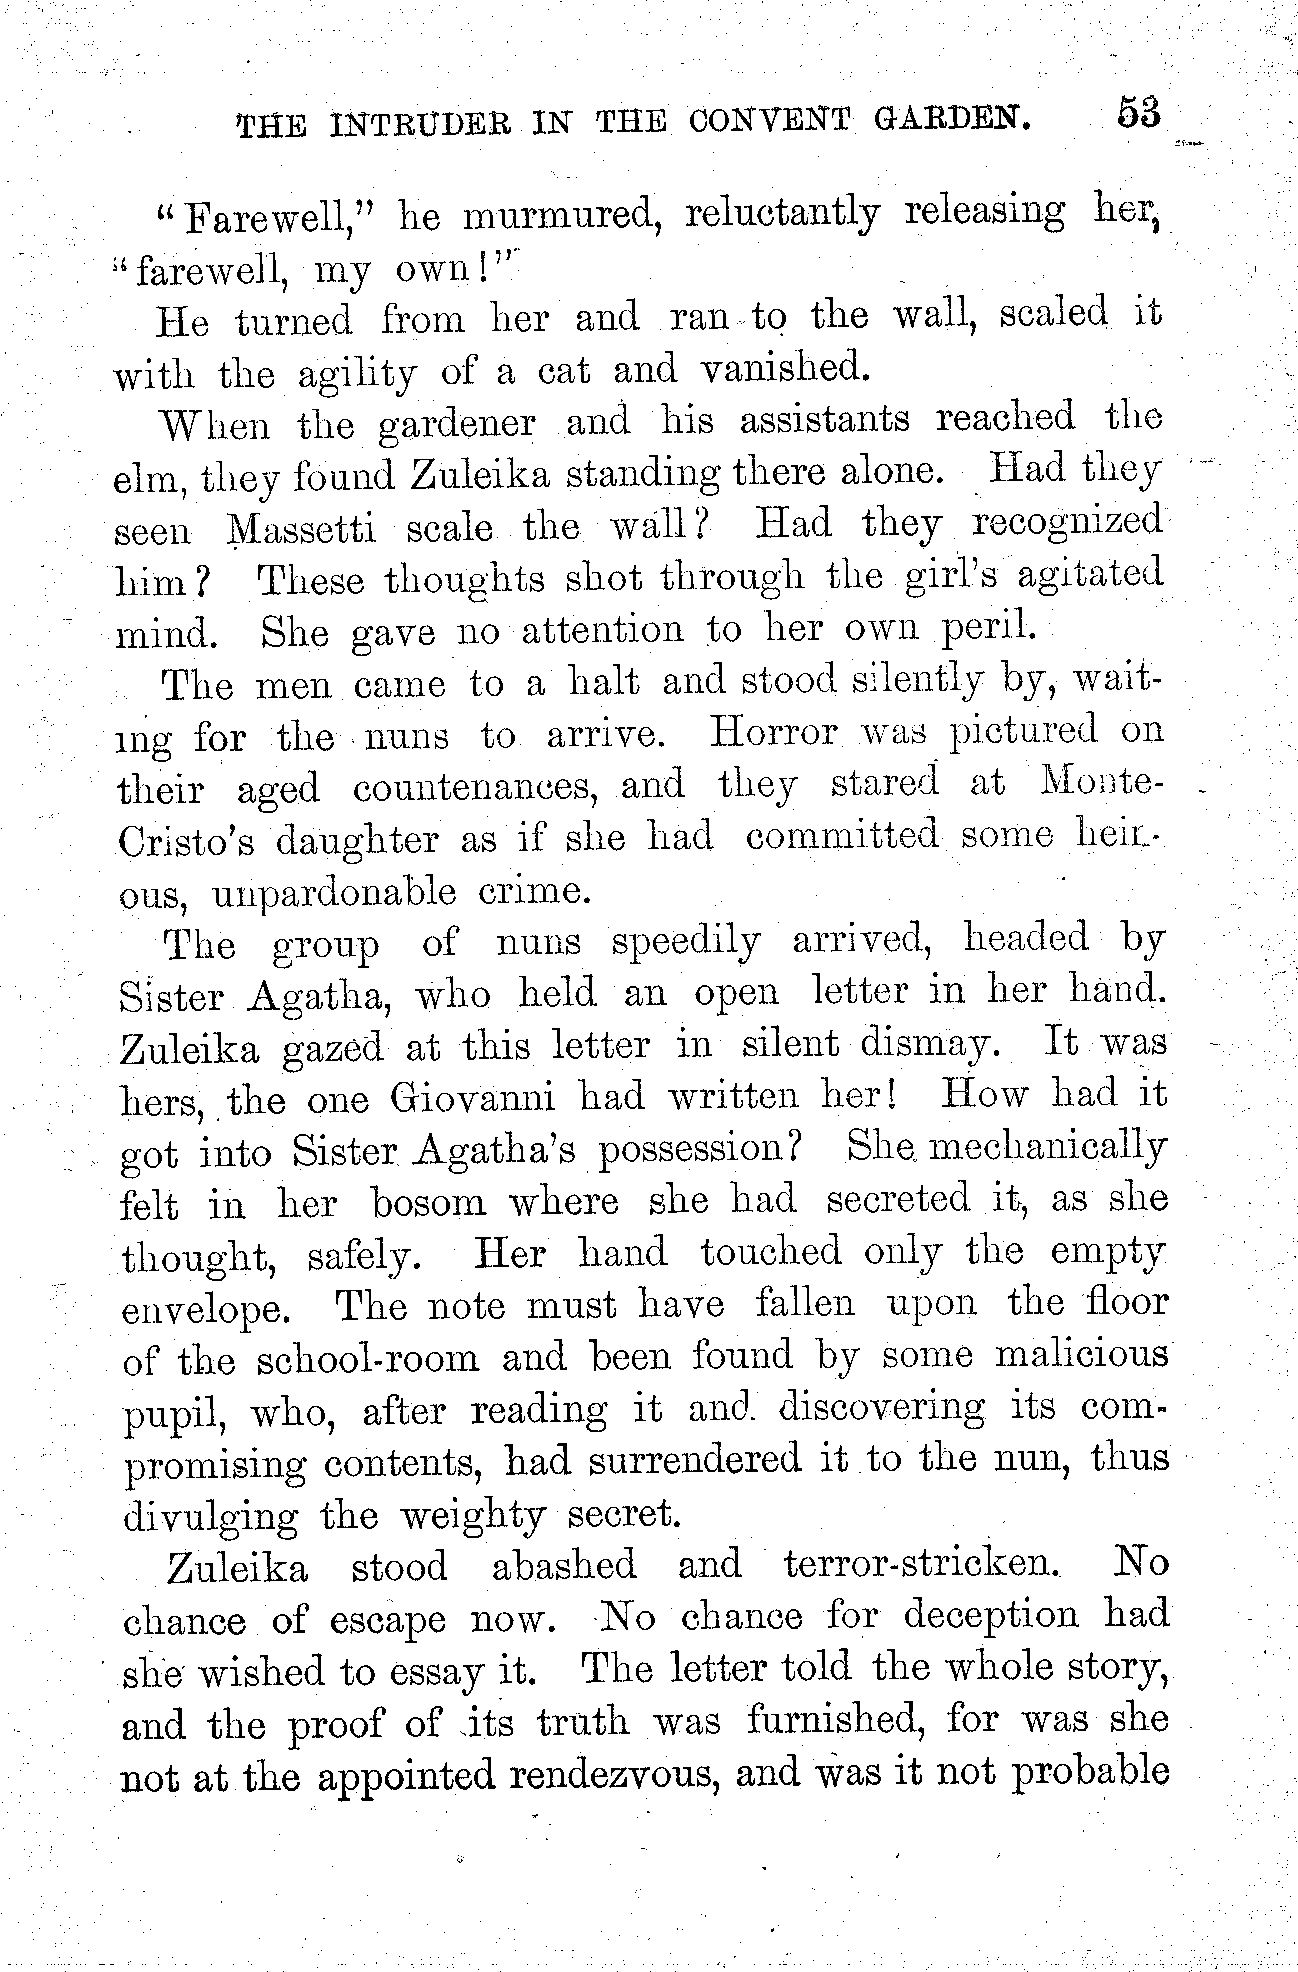 THE INTRUDER IN THE CONVENT GARDEN. 53
"Farewell," he murmured, reluctantly releasing her,
"farewell, my own!"
He turned from her and ran to the wall, scaled it
with the agility of a cat and vanished.
When the gardener and his assistants reached the
elm, they found Zuleika standing there alone. Had they
seen Massetti scale the wall? Had they recognized
him? These thoughts shot through the girl's agitated
mind. She gave no attention to her own peril.
The men came to a halt and stood silently by, wait-
ing for the nuns to arrive. Horror was pictured on
their aged countenances, and they stared at Monte-
Cristo's daughter as if she had committed some hein-
ous, unpardonable crime.
The group of nuns speedily arrived, headed by
Sister Agatha, who held an open letter in her hand.
Zuleika gazed at this letter in silent dismay. It was
hers, the one Giovanni had written her! How had it
got into Sister Agatha's possession? She mechanically
felt in her bosom where she had secreted it, as she
thought, safely. Her hand touched only the empty
envelope. The note must have fallen upon the floor
of the school-room and been found by some malicious
pupil, who, after reading it and discovering its com-
promising contents, had surrendered it to the nun, thus
divulging the weighty secret.
Zuleika stood abashed and terror-stricken. No
chance of escape now. No chance for deception had
she wished to essay it. The letter told the whole story,
and the proof of its truth was furnished, for was she
not at the appointed rendezvous, and was it not probable